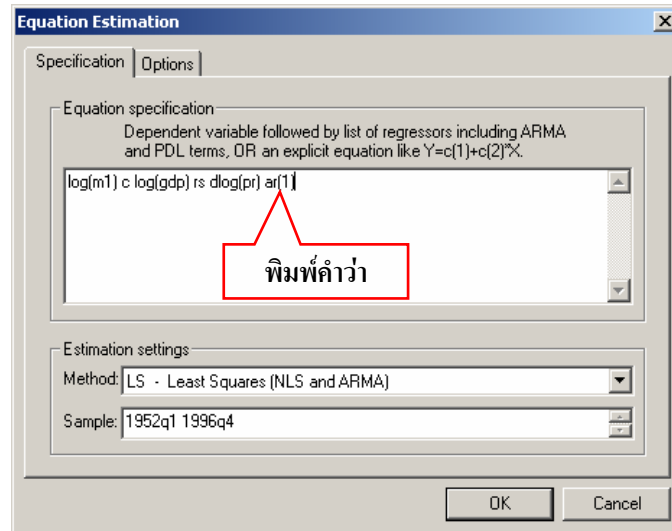 Equation Estimation
Specification
Options
Equation specification
Dependent variable followed by list of regressors including ARMA
and PDL terms, OR an explicit equation like Y=c(1)+c(2)*X.
log(m1) c log(gdp) rs dlog(pr) ar(1)
พิมพ์คำว่า
Estimation settings
Method: LS - Least Squares (NLS and ARMA)
Sample: 1952q1 1996q4
OK
Cancel